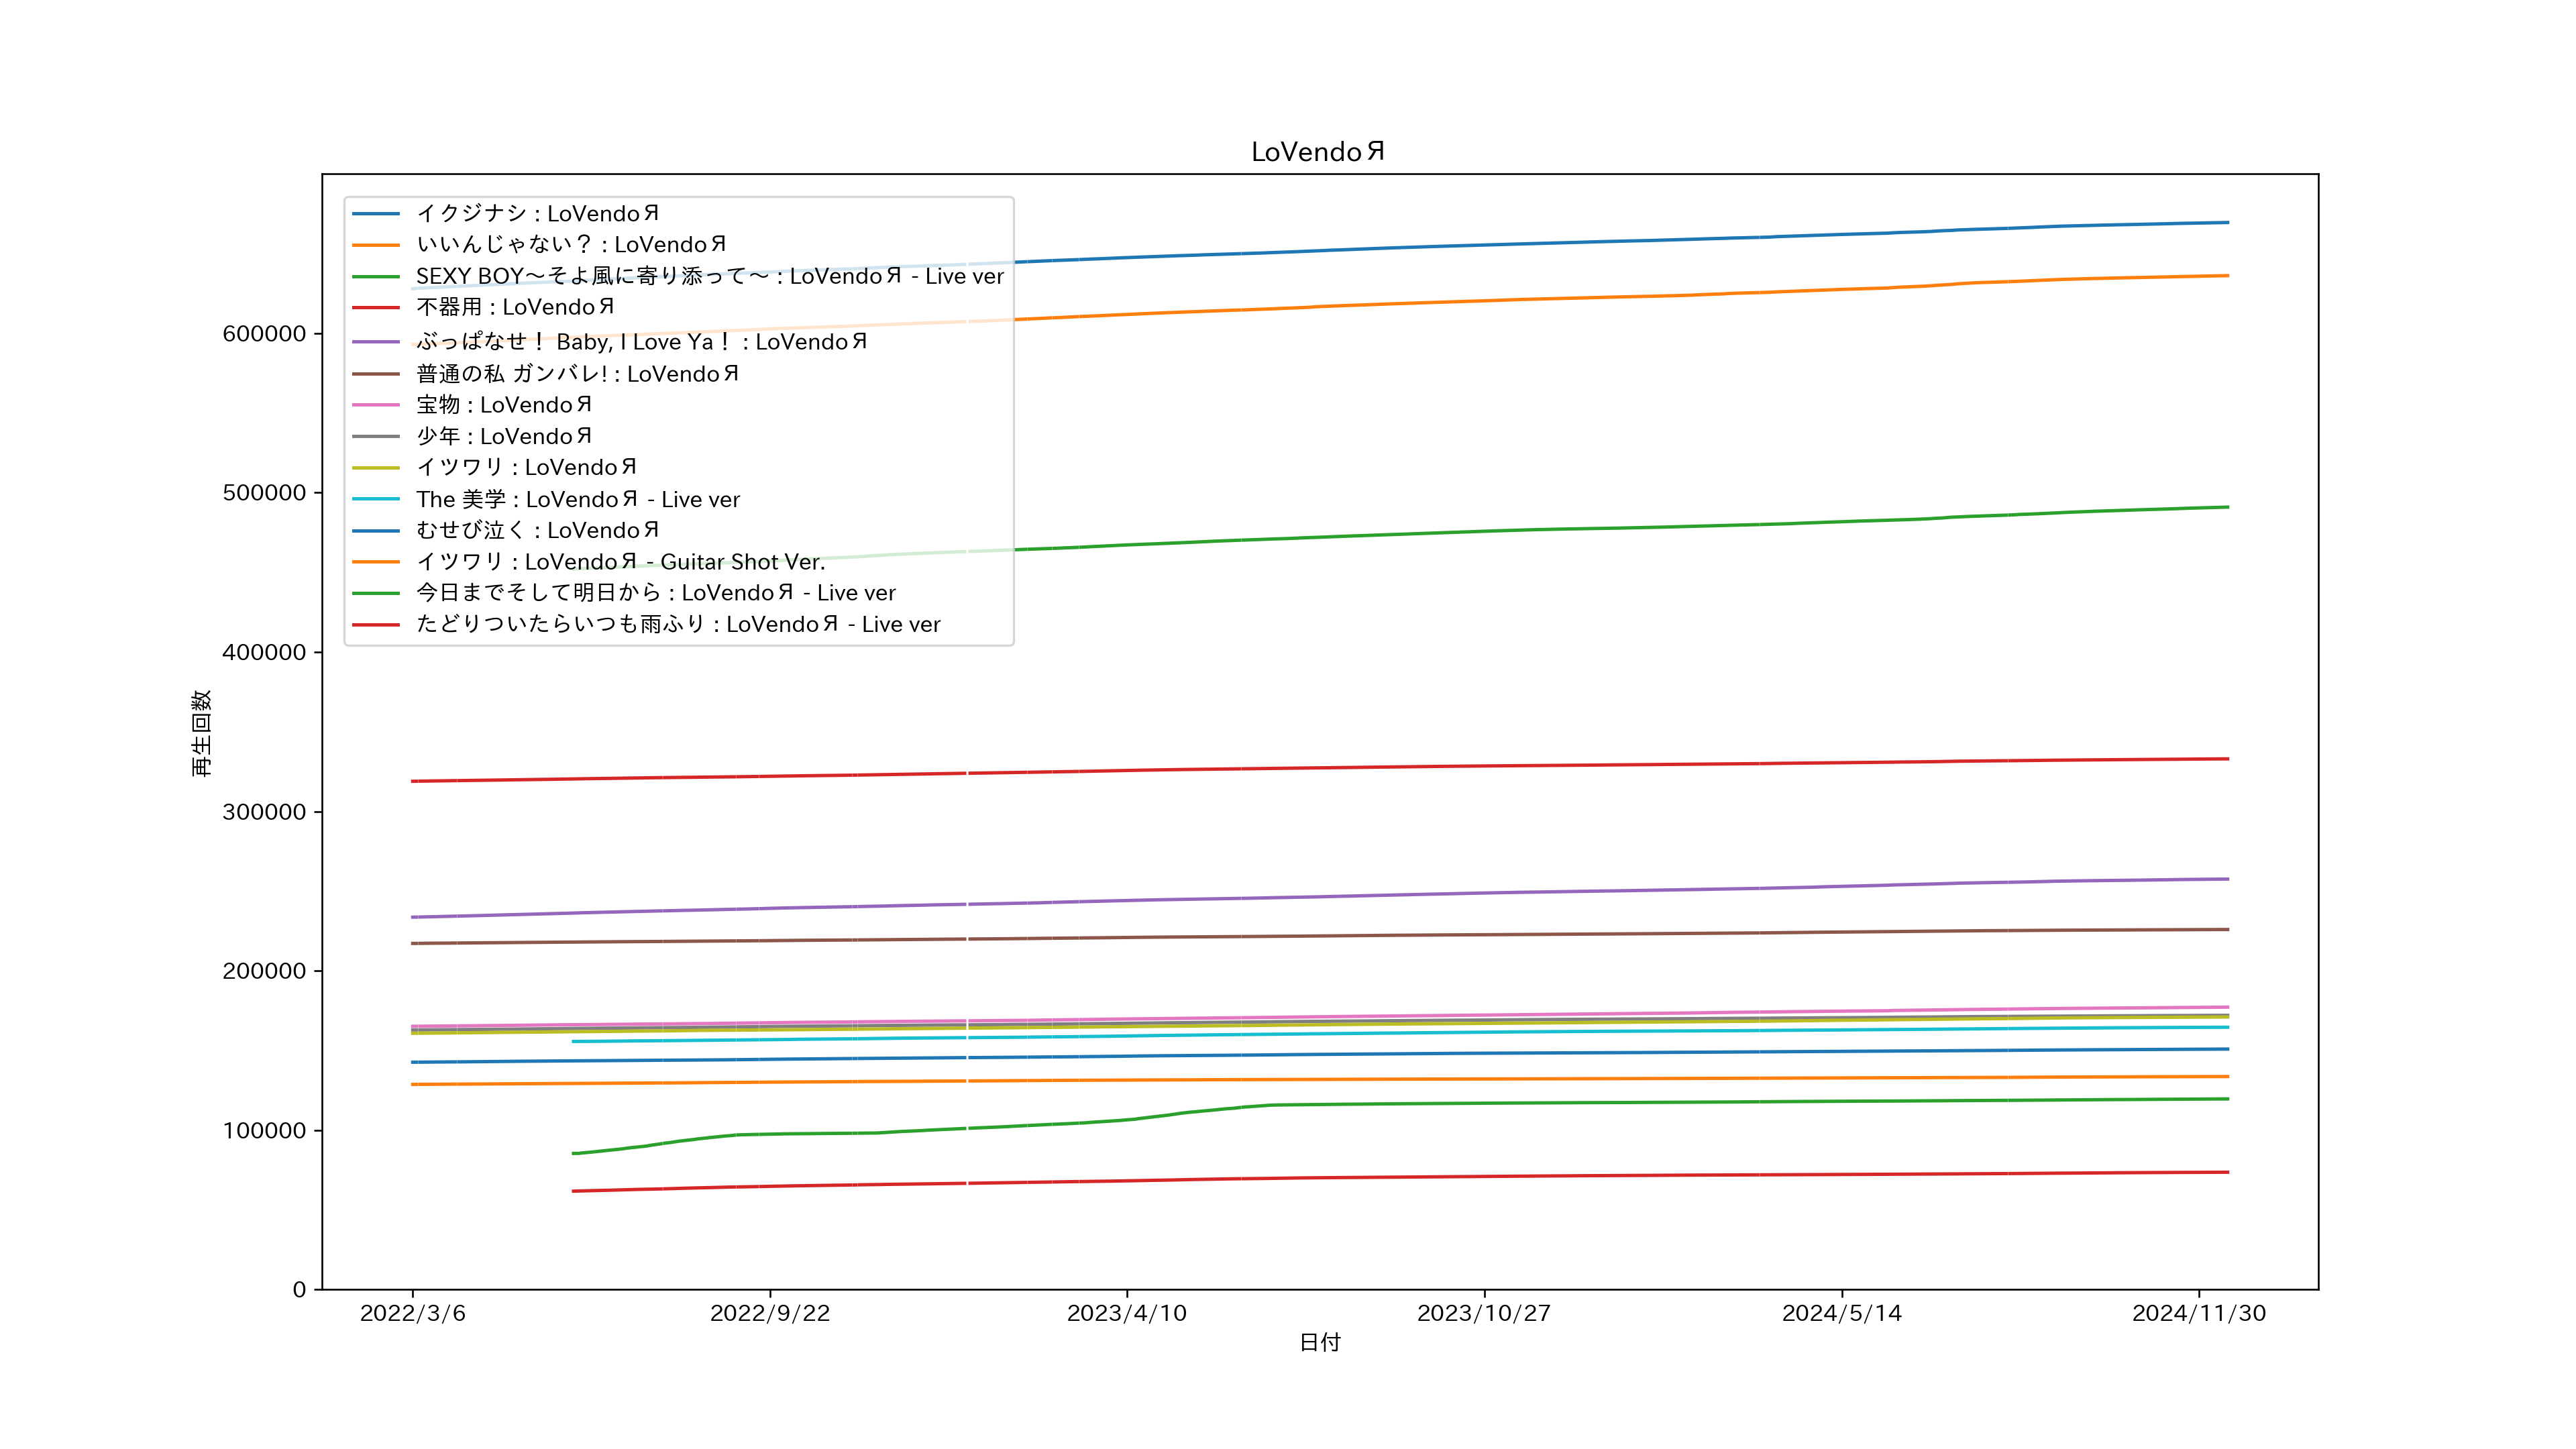 LoVendoЯ
イクジナシ : LoVendoЯ
いいんじゃない？ : LoVendoЯ
SEXY BOY～そよ風に寄り添って～ : LoVendoЯ - Live ver
不器用 : LoVendoЯ
ぶっぱなせ！ Baby, I Love Ya！ : LoVendoЯ
普通の私 ガンバレ! : LoVendoЯ
宝物 : LoVendoЯ
少年 : LoVendoЯ
イツワリ : LoVendoЯ
The 美学 : LoVendoЯ - Live ver
むせび泣く : LoVendoЯ
イツワリ : LoVendoЯ - Guitar Shot Ver.
今日までそして明日から : LoVendoЯ - Live ver
たどりついたらいつも雨ふり : LoVendoЯ - Live ver
再生回数
600000
500000
400000
300000
200000
100000
0
2022/3/6 2022/9/22 2023/4/10 2023/10/27 2024/5/14 2024/11/30
日付